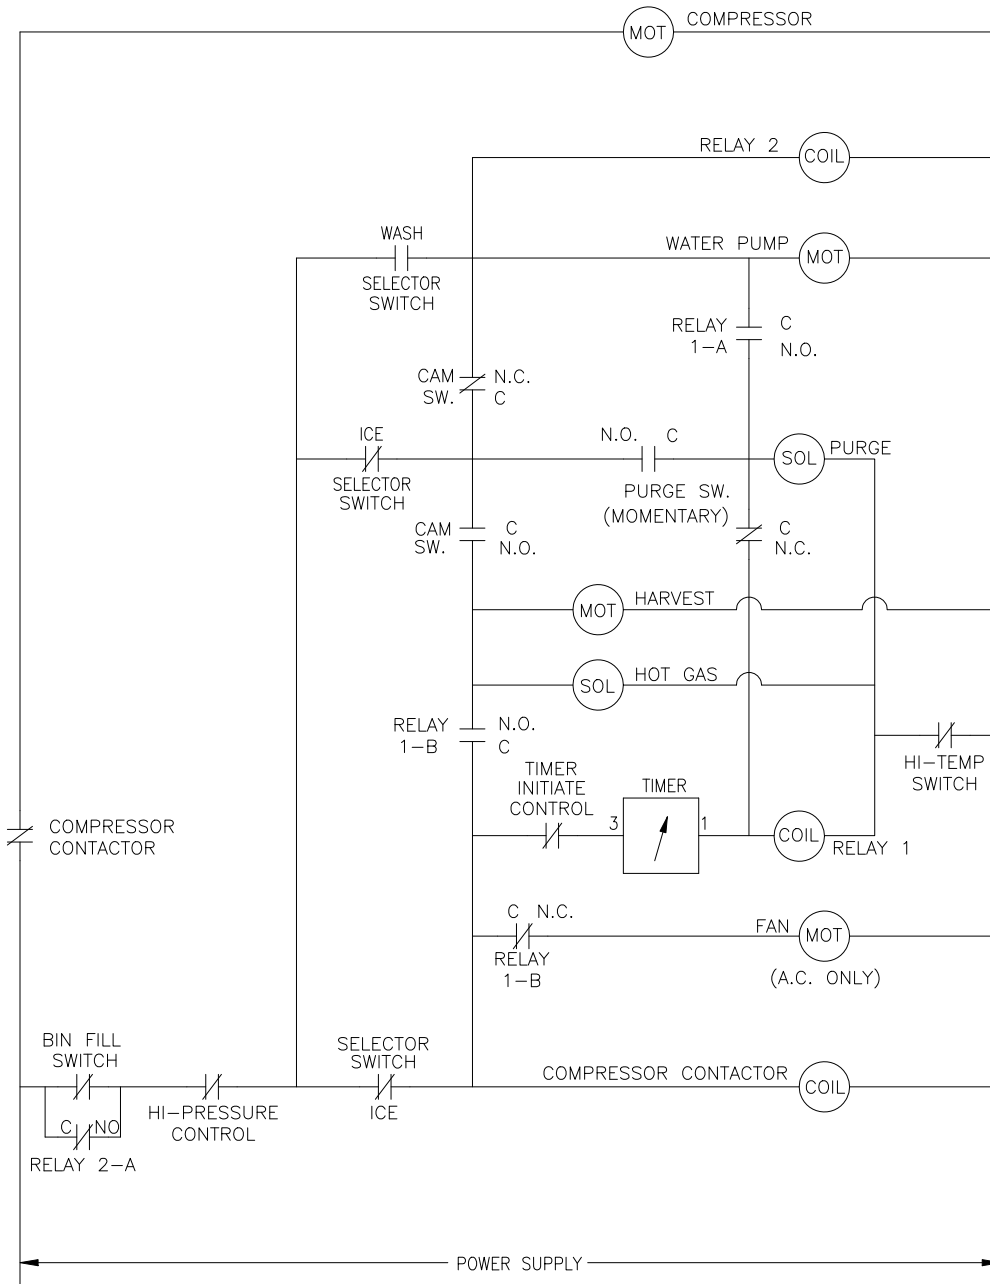 MOT COMPRESSOR
RELAY 2 COIL
WASH
SELECTOR
SWITCH
WATER PUMP MOT
RELAY
1-A
C
N.O.
CAM
SW.
N.C.
C
ICE
SELECTOR
SWITCH
N.O. C
PURGE SW.
(MOMENTARY)
SOL PURGE
CAM
SW.
C
N.O.
C
N.C.
MOT HARVEST
SOL HOT GAS
RELAY
1-B
N.O.
C
HI-TEMP
SWITCH
TIMER
INITIATE
CONTROL
TIMER
3 1
COIL RELAY 1
COMPRESSOR
CONTACTOR
C N.C.
RELAY
1-B
FAN MOT
(A.C. ONLY)
BIN FILL
SWITCH
C NO
RELAY 2-A
HI-PRESSURE
CONTROL
SELECTOR
SWITCH
ICE
COMPRESSOR CONTACTOR COIL
POWER SUPPLY